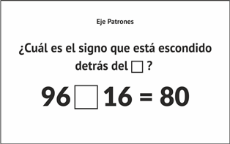 Eje Patrones
¿Cuál es el signo que está escondido
detrás del □ ?
96 □ 16 = 80